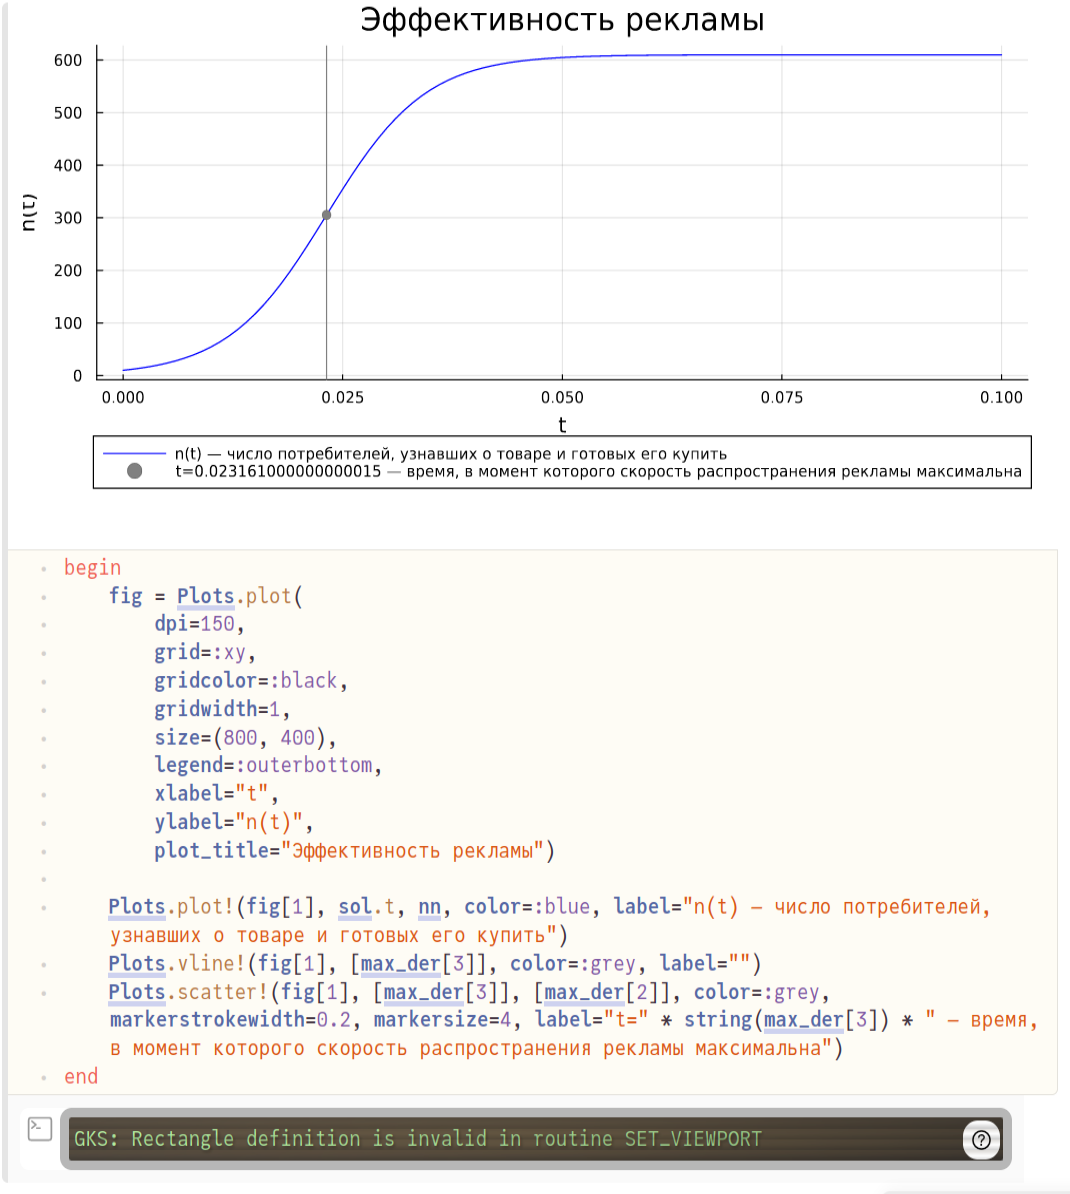 Эффективность рекламы
600
500
400
300
200
100
0
n(t)
0.000 0.025 0.050 0.075 0.100
t
n(t) — число потребителей, узнавших о товаре и готовых его купить
t=0.023161000000000015 — время, в момент которого скорость распространения рекламы максимальна
begin
fig = Plots.plot(
dpi=150,
grid=:xy,
gridcolor=:black,
gridwidth=1,
size=(800, 400),
legend=:outerbottom,
xlabel="t",
ylabel="n(t)",
plot_title="Эффективность рекламы")
Plots.plot!(fig[1], sol.t, nn, color=:blue, label="n(t) — число потребителей,
узнавших о товаре и готовых его купить")
Plots.vline!(fig[1], [max_der[3]], color=:grey, label="")
Plots.scatter!(fig[1], [max_der[3]], [max_der[2]], color=:grey,
markerstrokewidth=0.2, markersize=4, label="t=" * string(max_der[3]) * " — время,
в момент которого скорость распространения рекламы максимальна")
end
GKS: Rectangle definition is invalid in routine SET_VIEWPORT